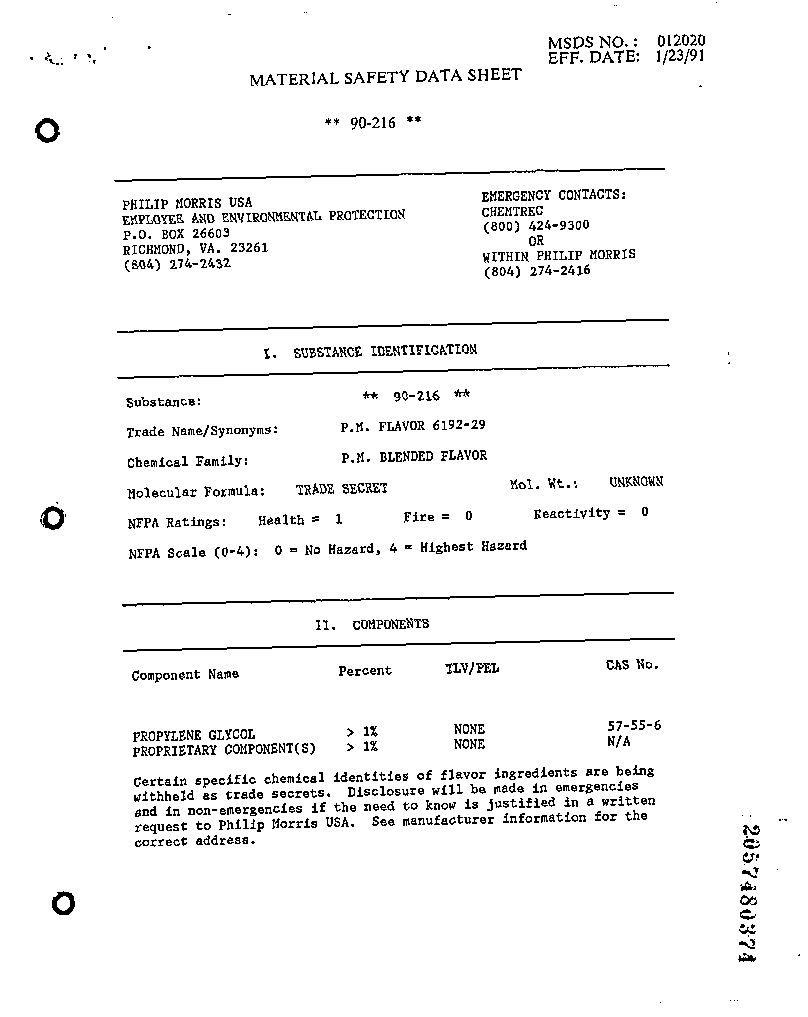 MSDS NO.: 012020
EFF. DATE: 1/23/91
MATERIAL SAFETY DATA SHEET
** 90-216 **
PHILIP MORRIS USA
EMPLOYEE AND ENVIRONMENTAL PROTECTION
P.O. BOX 26603
RICHMOND, VA. 23261
(804) 274-2432
EMERGENCY CONTACTS:
CHEMTREC
(800) 424-9300
OR
WITHIN PHILIP MORRIS
(804) 274-2416
I. SUBSTANCE IDENTIFICATION
Substance: ** 90-216 **
Trade Name/Synonyms: P.M. FLAVOR 6192-29
Chemical Family: P.M. BLENDED FLAVOR
Molecular Formula: TRADE SECRET Mol. Wt.: UNKNOWN
NFPA Ratings: Health = 1 Fire = 0 Reactivity = 0
NFPA Scale (0-4): 0 = No Hazard, 4 = Highest Hazard
II. COMPONENTS
Component Name Percent TLV/PEL CAS No.
PROPYLENE GLYCOL > 1% NONE 57-55-6
PROPRIETARY COMPONENT(S) > 1% NONE N/A
Certain specific chemical identities of flavor ingredients are being
withheld as trade secrets. Disclosure will be made in emergencies
and in non-emergencies if the need to know is justified in a written
request to Philip Morris USA. See manufacturer information for the
correct address.
2057480374